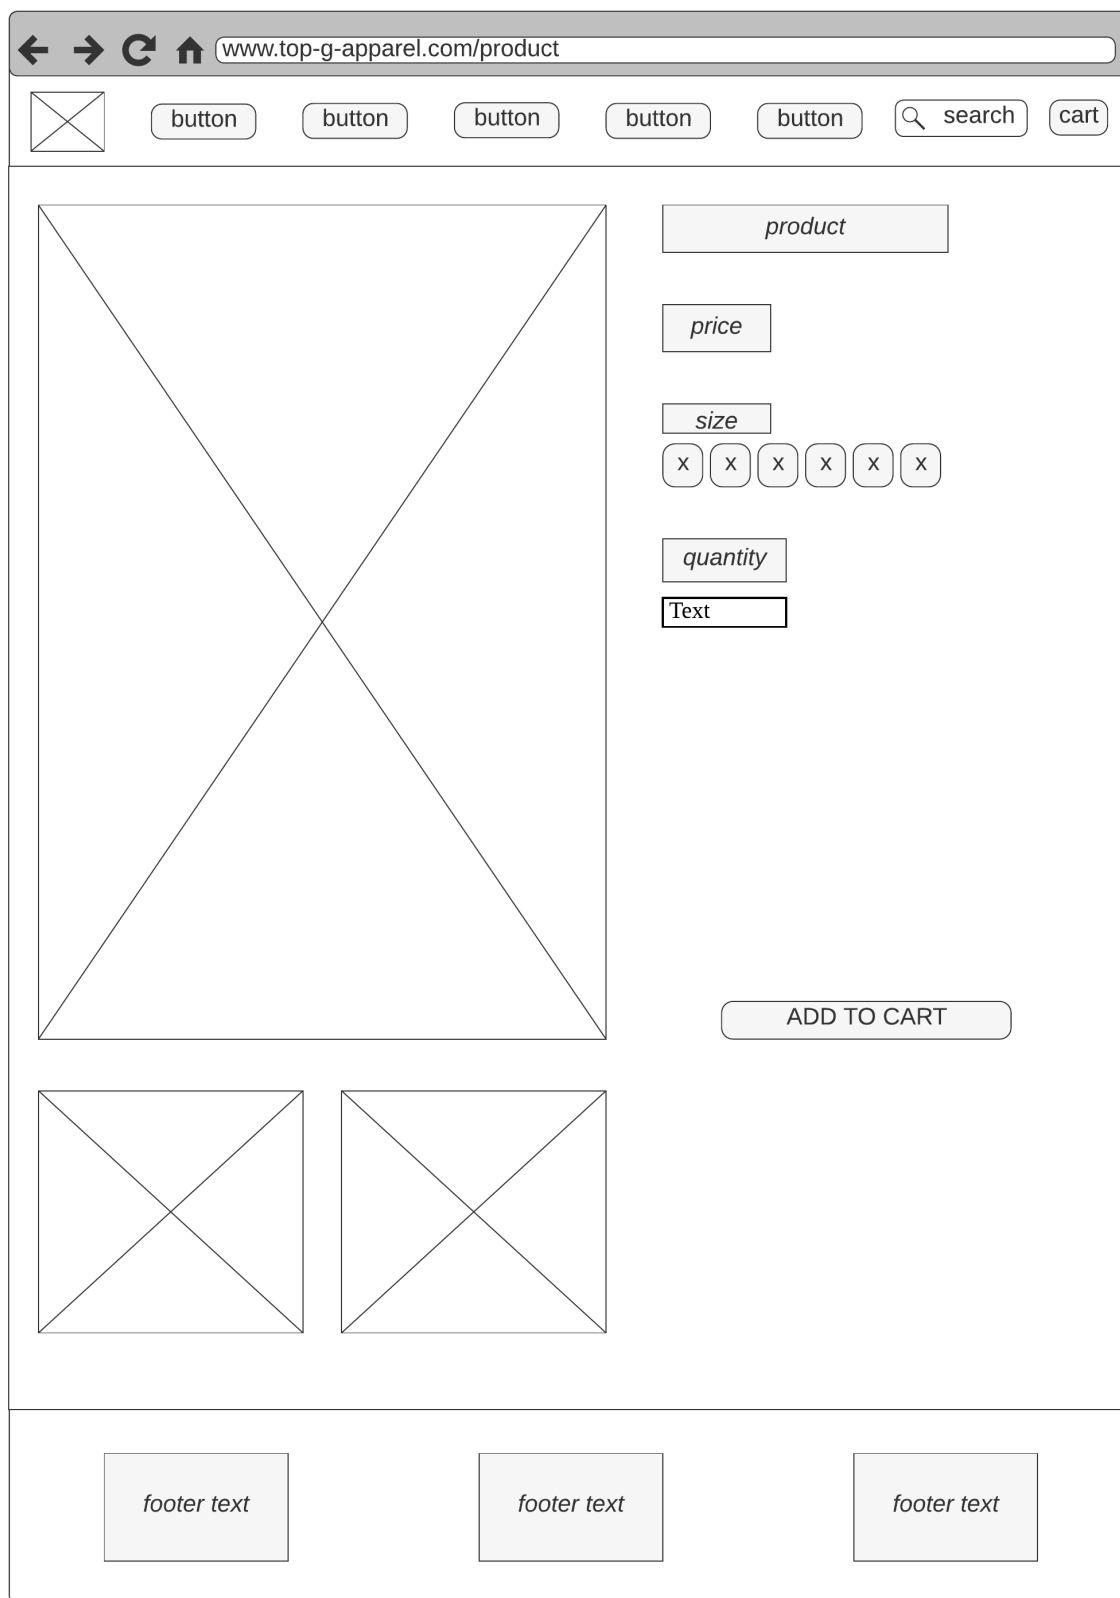 www.top-g-apparel.com/product
button button button button button search cart
product
price
size
x x x x x x
quantity
Text
ADD TO CART
footer text footer text footer text